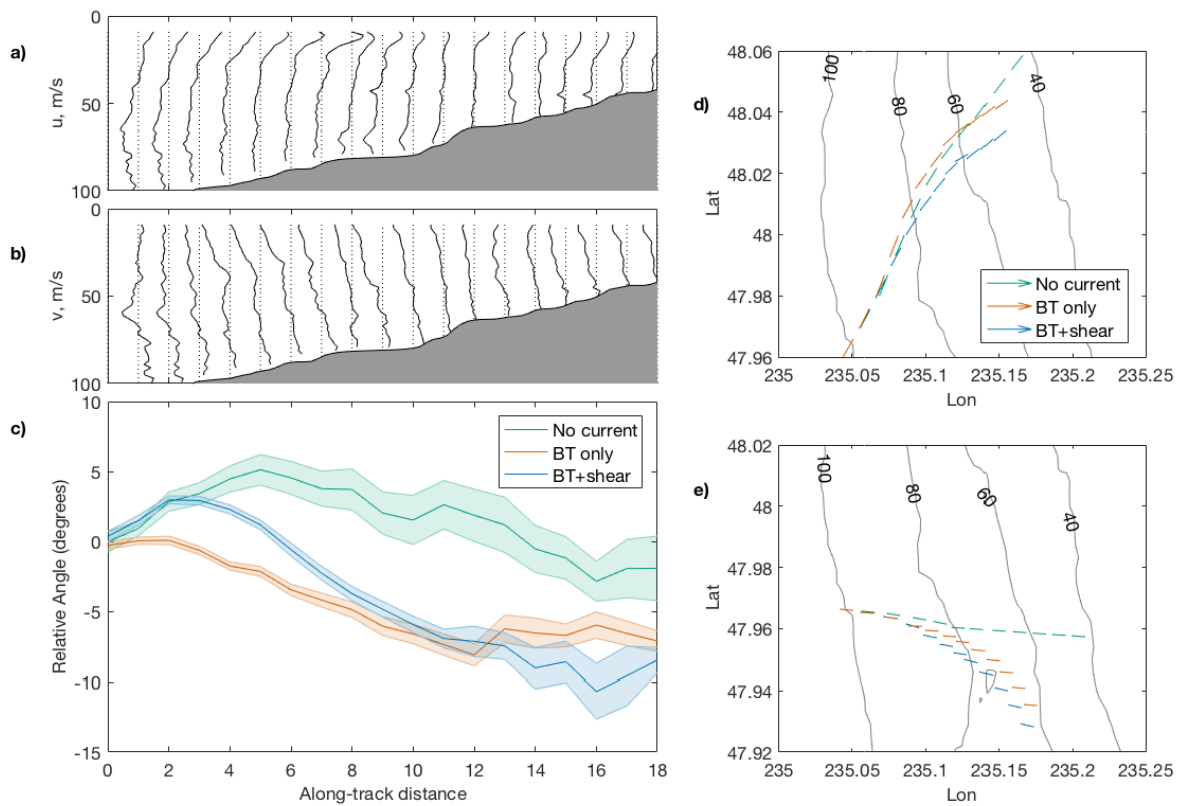 a)
0
50
100
u, m/s
b)
0
50
100
v, m/s
c)
10
5
0
-5
-10
-15
Relative Angle (degrees)
No current
BT only
BT+shear
0 2 4 6 8 10 12 14 16 18
Along-track distance
d)
48.06
48.04
48.02
48
47.98
47.96
Lat
100
80
60
40
No current
BT only
BT+shear
235 235.05 235.1 235.15 235.2 235.25
Lon
e)
48.02
48
47.98
47.96
47.94
47.92
Lat
100
80
60
40
235 235.05 235.1 235.15 235.2 235.25
Lon